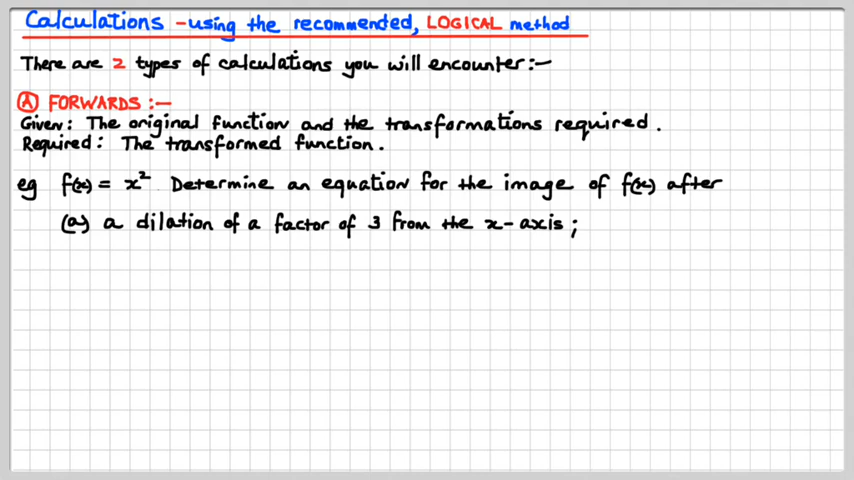 Calculations - using the recommended, LOGICAL method
There are 2 types of calculations you will encounter:-
Ⓐ FORWARDS :-
Given: The original function and the transformations required.
Required: The transformed function.
eg f(x) = x² Determine an equation for the image of f(x) after
(a) a dilation of a factor of 3 from the x-axis;